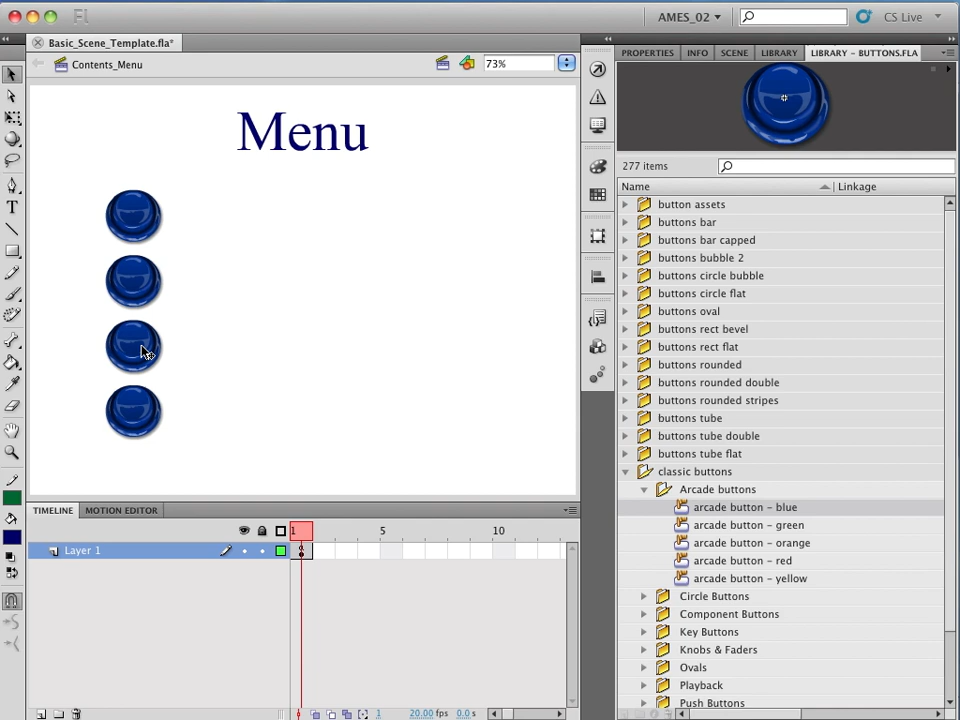 Fl
AMES_02
CS Live
Basic_Scene_Template.fla*
Contents_Menu
73%
PROPERTIES
INFO
SCENE
LIBRARY
LIBRARY - BUTTONS.FLA
Menu
277 items
Name
Linkage
button assets
buttons bar
buttons bar capped
buttons bubble 2
buttons circle bubble
buttons circle flat
buttons oval
buttons rect bevel
buttons rect flat
buttons rounded
buttons rounded double
buttons rounded stripes
buttons tube
buttons tube double
buttons tube flat
classic buttons
Arcade buttons
arcade button - blue
arcade button - green
arcade button - orange
arcade button - red
arcade button - yellow
Circle Buttons
Component Buttons
Key Buttons
Knobs & Faders
Ovals
Playback
Push Buttons
TIMELINE
MOTION EDITOR
1
5
10
Layer 1
1
20.00 fps
0.0 s